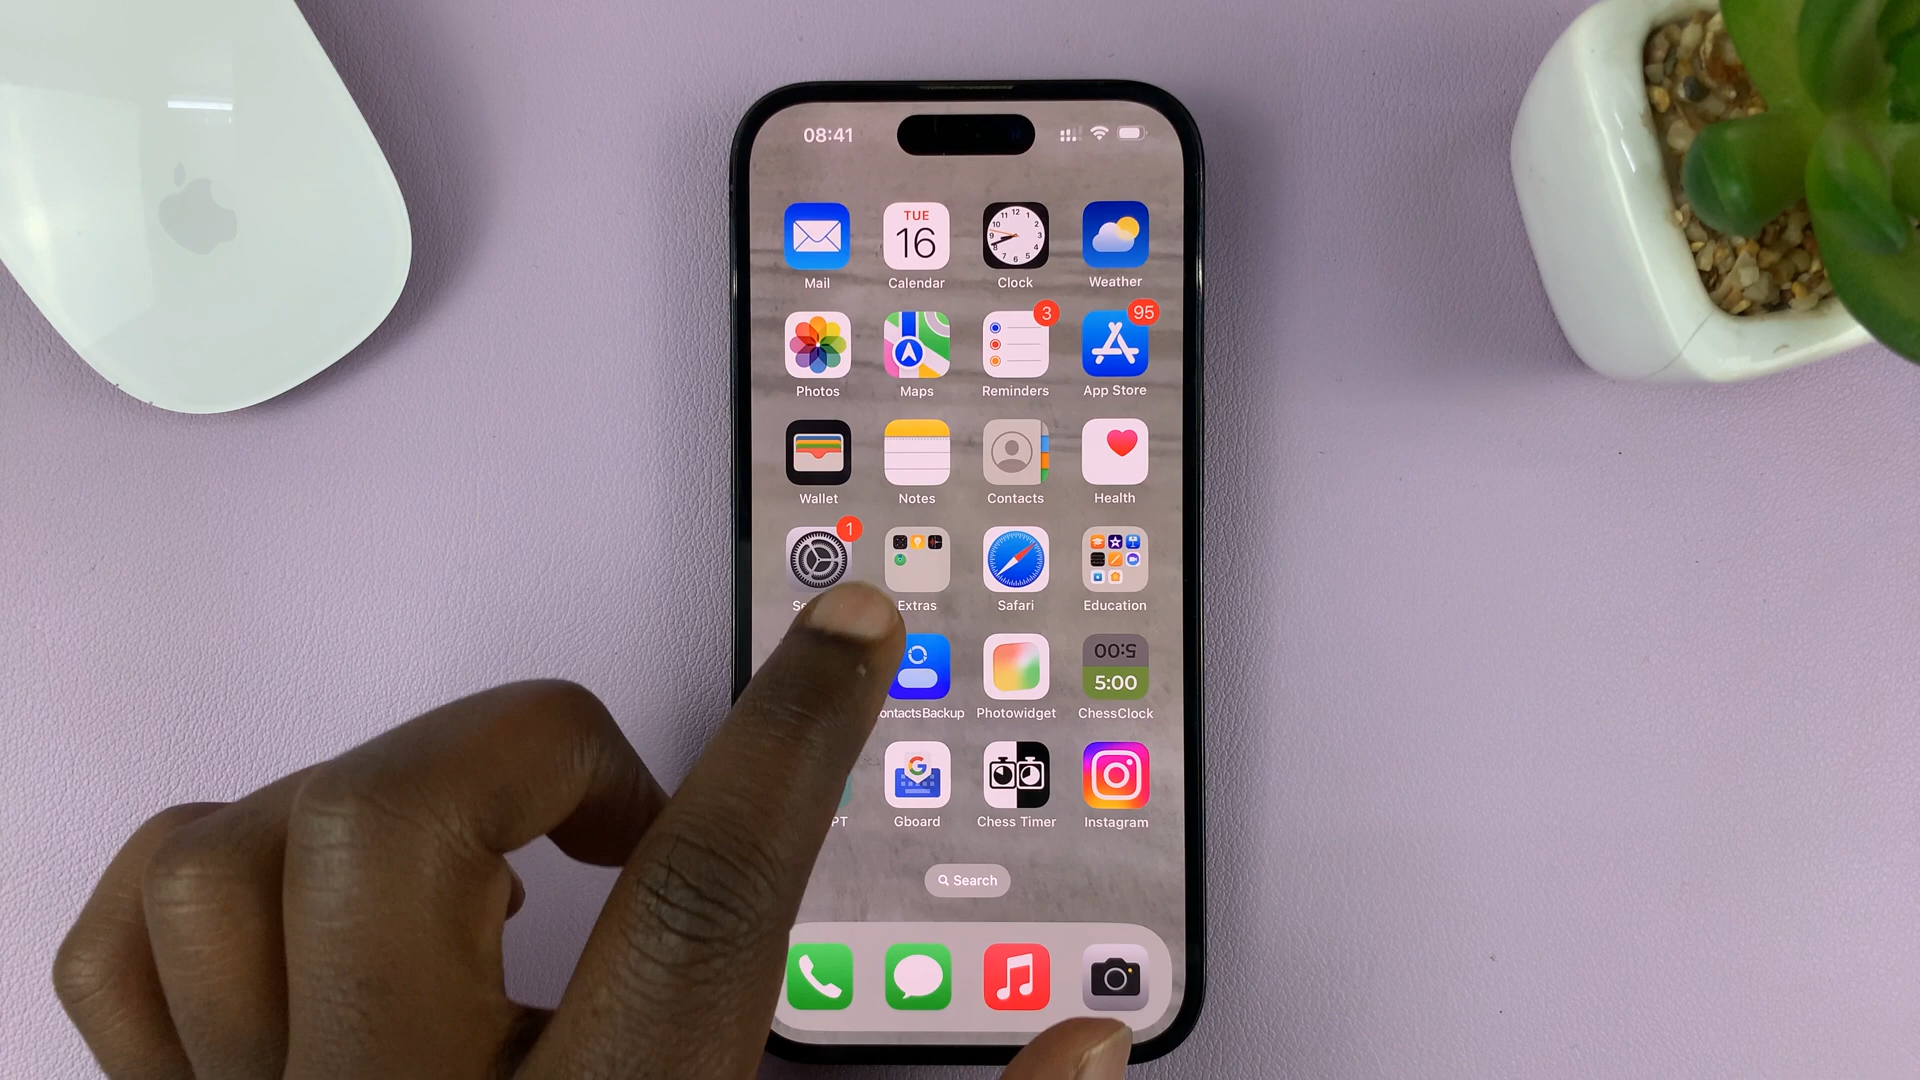 08:41
TUE
16
Mail Calendar Clock Weather
3 95
Photos Maps Reminders App Store
Wallet Notes Contacts Health
1
Extras Safari Education
5:00
5:00
ontactsBackup Photowidget ChessClock
G
PT Gboard Chess Timer Instagram
Search